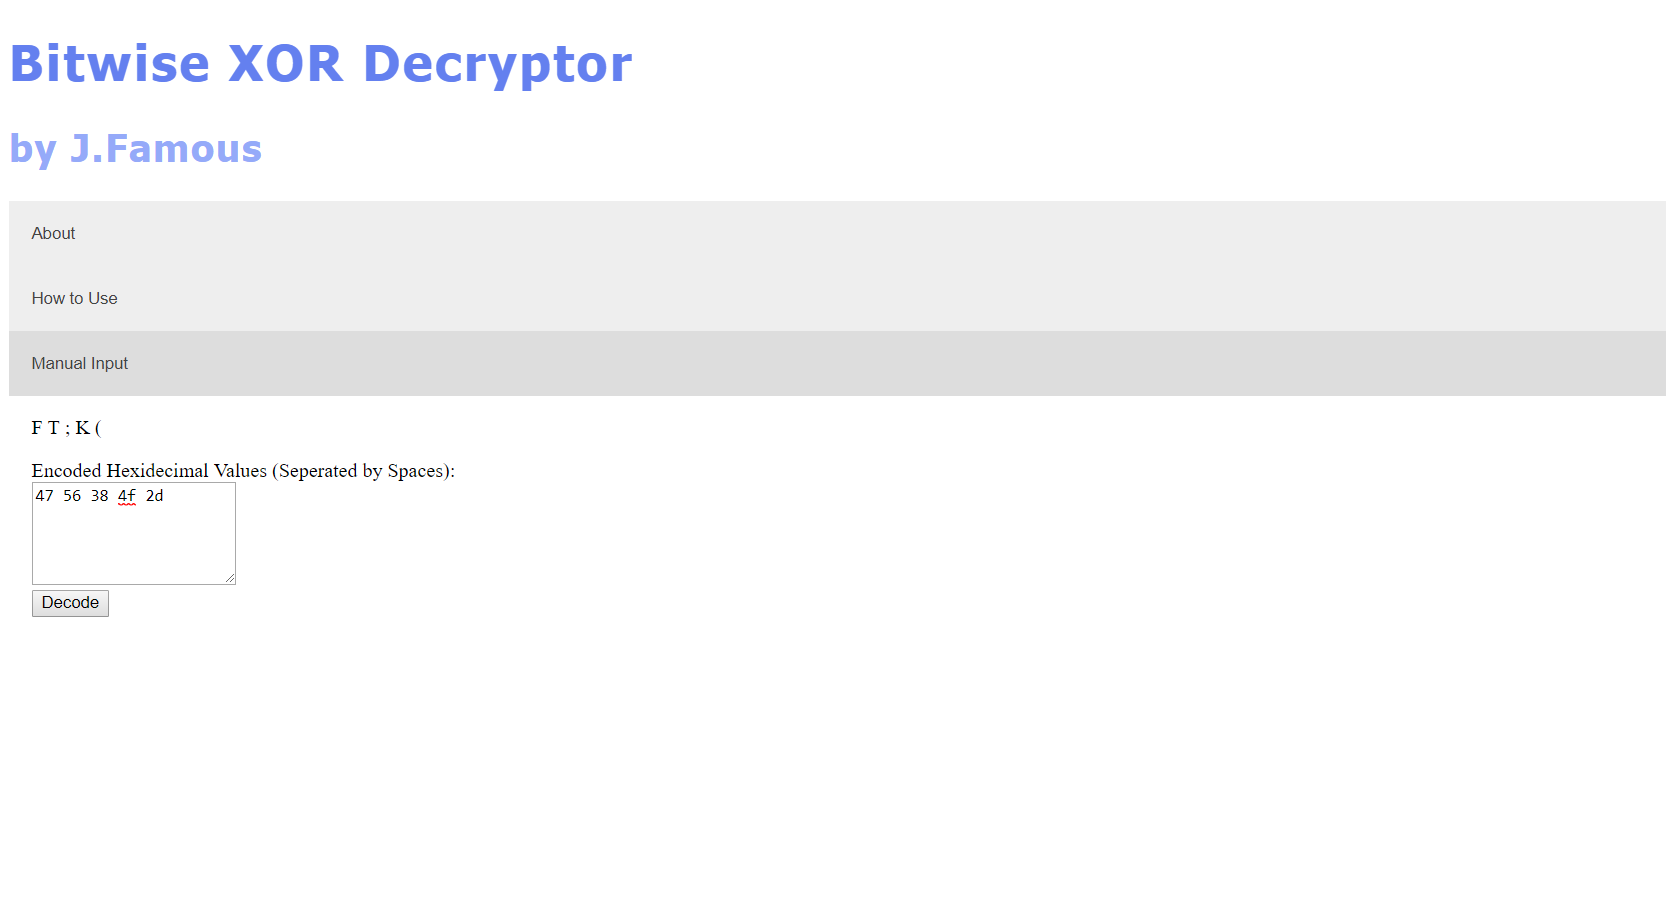 Bitwise XOR Decryptor
by J.Famous
About
How to Use
Manual Input
F T ; K (
Encoded Hexidecimal Values (Seperated by Spaces):
47 56 38 4f 2d
Decode